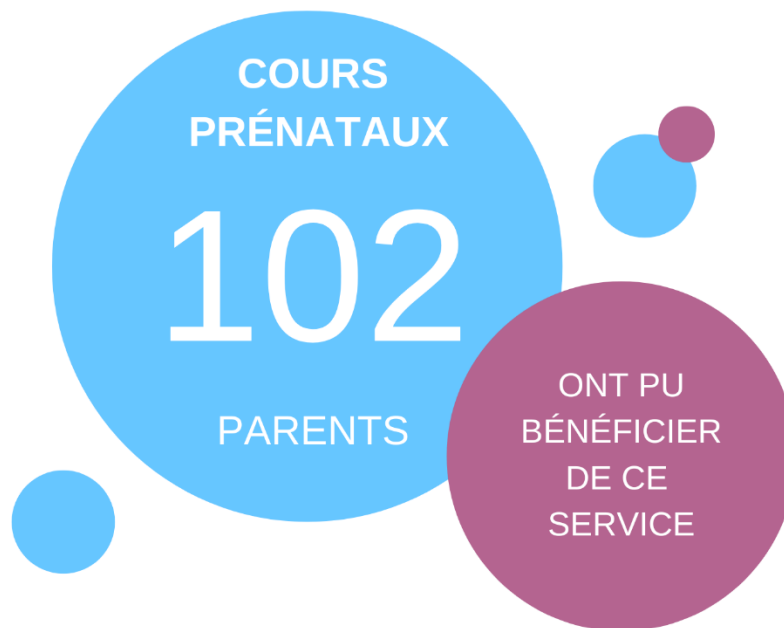 COURS
PRÉNATAUX
102
PARENTS
ONT PU
BÉNÉFICIER
DE CE
SERVICE